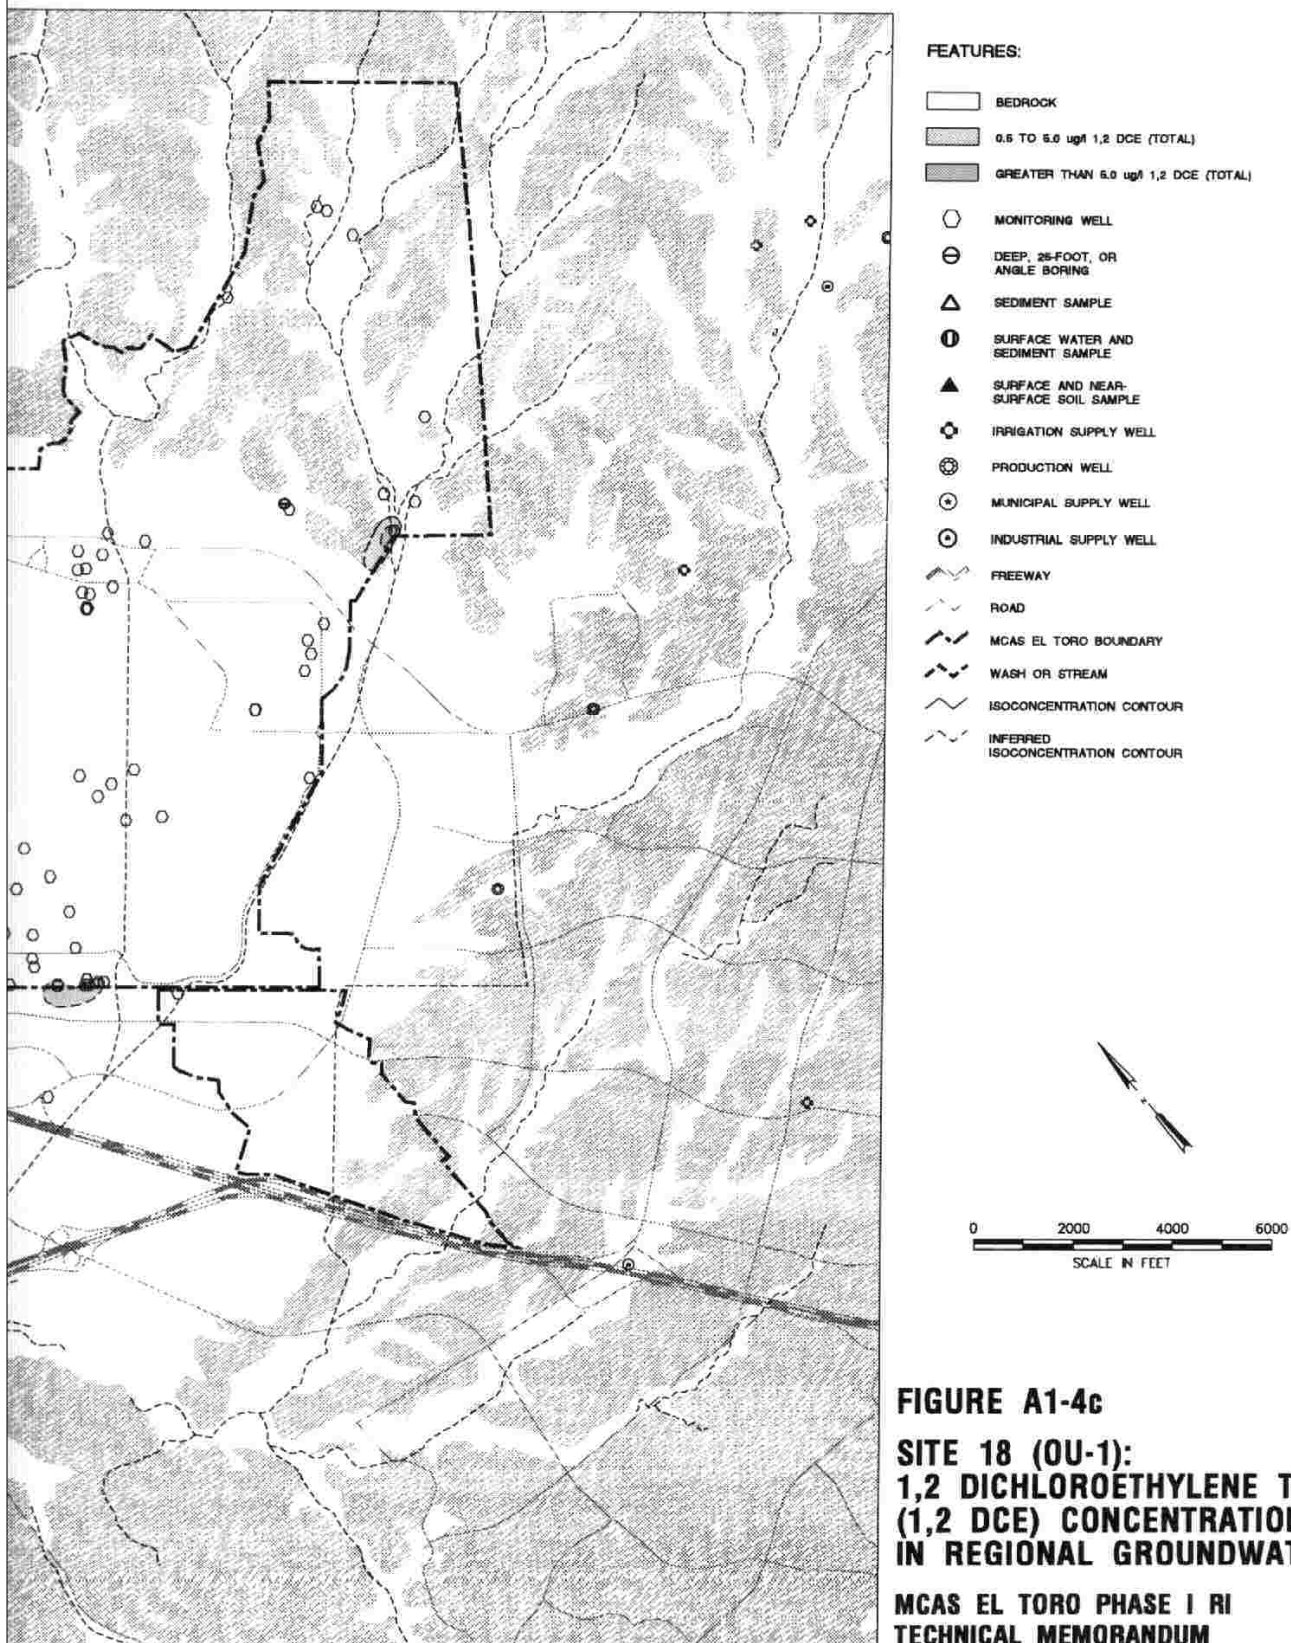 FEATURES:
BEDROCK
0.5 TO 5.0 ug/l 1,2 DCE (TOTAL)
GREATER THAN 5.0 ug/l 1,2 DCE (TOTAL)
MONITORING WELL
DEEP, 25-FOOT, OR
ANGLE BORING
SEDIMENT SAMPLE
SURFACE WATER AND
SEDIMENT SAMPLE
SURFACE AND NEAR-
SURFACE SOIL SAMPLE
IRRIGATION SUPPLY WELL
PRODUCTION WELL
MUNICIPAL SUPPLY WELL
INDUSTRIAL SUPPLY WELL
FREEWAY
ROAD
MCAS EL TORO BOUNDARY
WASH OR STREAM
ISOCONCENTRATION CONTOUR
INFERRED
ISOCONCENTRATION CONTOUR
0 2000 4000 6000
SCALE IN FEET
FIGURE A1-4c
SITE 18 (OU-1):
1,2 DICHLOROETHYLENE T
(1,2 DCE) CONCENTRATIO
IN REGIONAL GROUNDWAT
MCAS EL TORO PHASE I RI
TECHNICAL MEMORANDUM